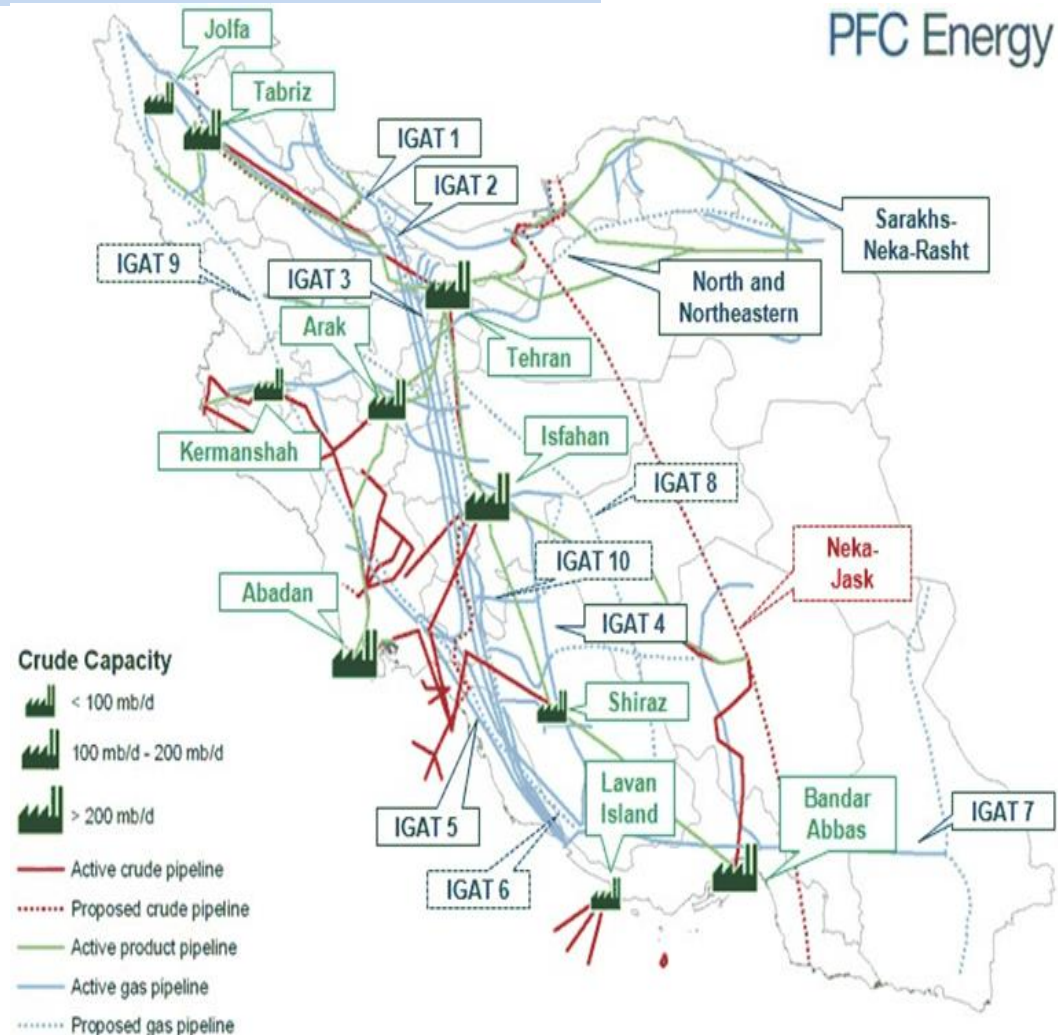 PFC Energy
Jolfa
Tabriz
IGAT 1
IGAT 2
Sarakhs-
Neka-Rasht
IGAT 9
IGAT 3
North and
Northeastern
Arak
Tehran
Kermanshah
Isfahan
IGAT 8
Neka-
Jask
IGAT 10
Abadan
IGAT 4
Shiraz
Lavan
Island
Bandar
Abbas
IGAT 7
IGAT 5
IGAT 6
Crude Capacity
< 100 mb/d
100 mb/d - 200 mb/d
> 200 mb/d
Active crude pipeline
Proposed crude pipeline
Active product pipeline
Active gas pipeline
Proposed gas pipeline